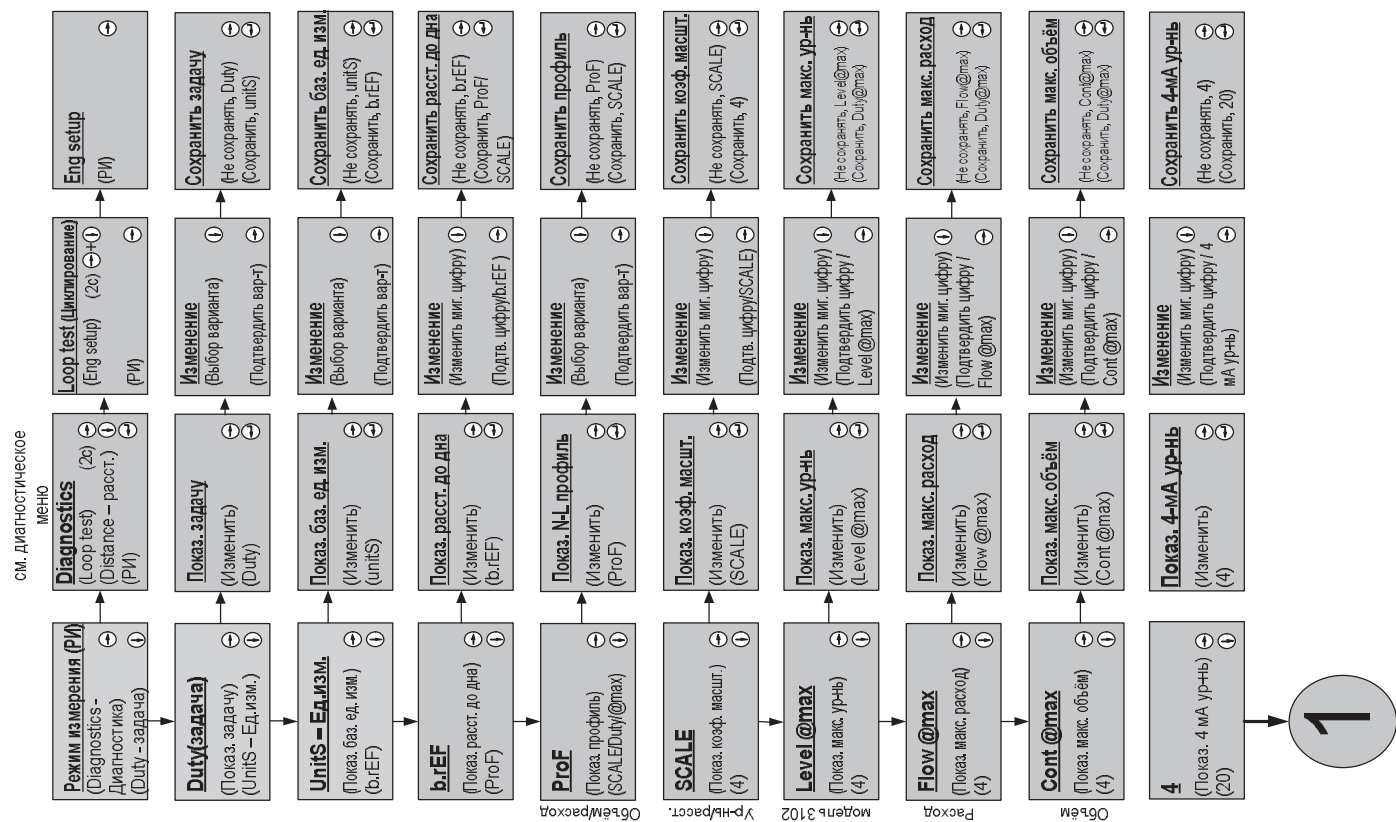 см. диагностическое
меню
Режим измерения (РИ)
(Diagnostics -
Диагностика)
(Duty - задача)
Diagnostics
(Loop test) (2с)
(Distance – расст.)
(РИ)
Loop test (Циклирование)
(Eng setup) (2с) +
(РИ)
Eng setup
(РИ)
Duty(задача)
(Показ. задачу)
(UnitS – Ед.изм.)
Показ. задачу
(Изменить)
(Duty)
Изменение
(Выбор варианта)
(Подтвердить вар-т)
Сохранить задачу
(Не сохранять, Duty)
(Сохранить, unitS)
UnitS – Ед.изм.
(Показ. баз. ед. изм.)
(b.rEF)
Показ. баз. ед. изм.
(Изменить)
(unitS)
Изменение
(Выбор варианта)
(Подтвердить вар-т)
Сохранить баз. ед. изм.
(Не сохранять, unitS)
(Сохранить, b.rEF)
b.rEF
(Показ. расст. до дна)
(ProF)
Показ. расст. до дна
(Изменить)
(b.rEF)
Изменение
(Изменить миг. цифру)
(Подтв. цифру/b.rEF )
Сохранить расст. до дна
(Не сохранять, b.rEF)
(Сохранить, ProF/
SCALE)
Объём/расход
ProF
(Показ. профиль)
(SCALE/Duty/@max)
Показ. N-L профиль
(Изменить)
(ProF)
Изменение
(Выбор варианта)
(Подтвердить вар-т)
Сохранить профиль
(Не сохранять, ProF)
(Сохранить, SCALE)
Ур-нь/расст.
SCALE
(Показ. коэф. масшт.)
(4)
Показ. коэф. масшт.
(Изменить)
(SCALE)
Изменение
(Изменить миг. цифру)
(Подтв. цифру/SCALE)
Сохранить коэф. масшт.
(Не сохранять, SCALE)
(Сохранить, 4)
модель 3102
Level @max
(Показ. макс. ур-нь)
(4)
Показ. макс. ур-нь
(Изменить)
(Level @max)
Изменение
(Изменить миг. цифру)
(Подтвердить цифру /
Level @max)
Сохранить макс. ур-нь
(Не сохранять, Level@max)
(Сохранить, Duty@max)
Расход
Flow @max
(Показ. макс. расход)
(4)
Показ. макс. расход
(Изменить)
(Flow @max)
Изменение
(Изменить миг. цифру)
(Подтвердить цифру /
Flow @max)
Сохранить макс. расход
(Не сохранять, Flow@max)
(Сохранить, Duty@max)
Объём
Cont @max
(Показ. макс. объём)
(4)
Показ. макс. объём
(Изменить)
(Cont @max)
Изменение
(Изменить миг. цифру)
(Подтвердить цифру /
Cont @max)
Сохранить макс. объём
(Не сохранять, Cont@max)
(Сохранить, Duty@max)
4
(Показ. 4 мА ур-нь)
(20)
Показ. 4-мА ур-нь
(Изменить)
(4)
Изменение
(Изменить миг. цифру)
(Подтвердить цифру / 4
мА ур-нь)
Сохранить 4-мА ур-нь
(Не сохранять, 4)
(Сохранить, 20)
1